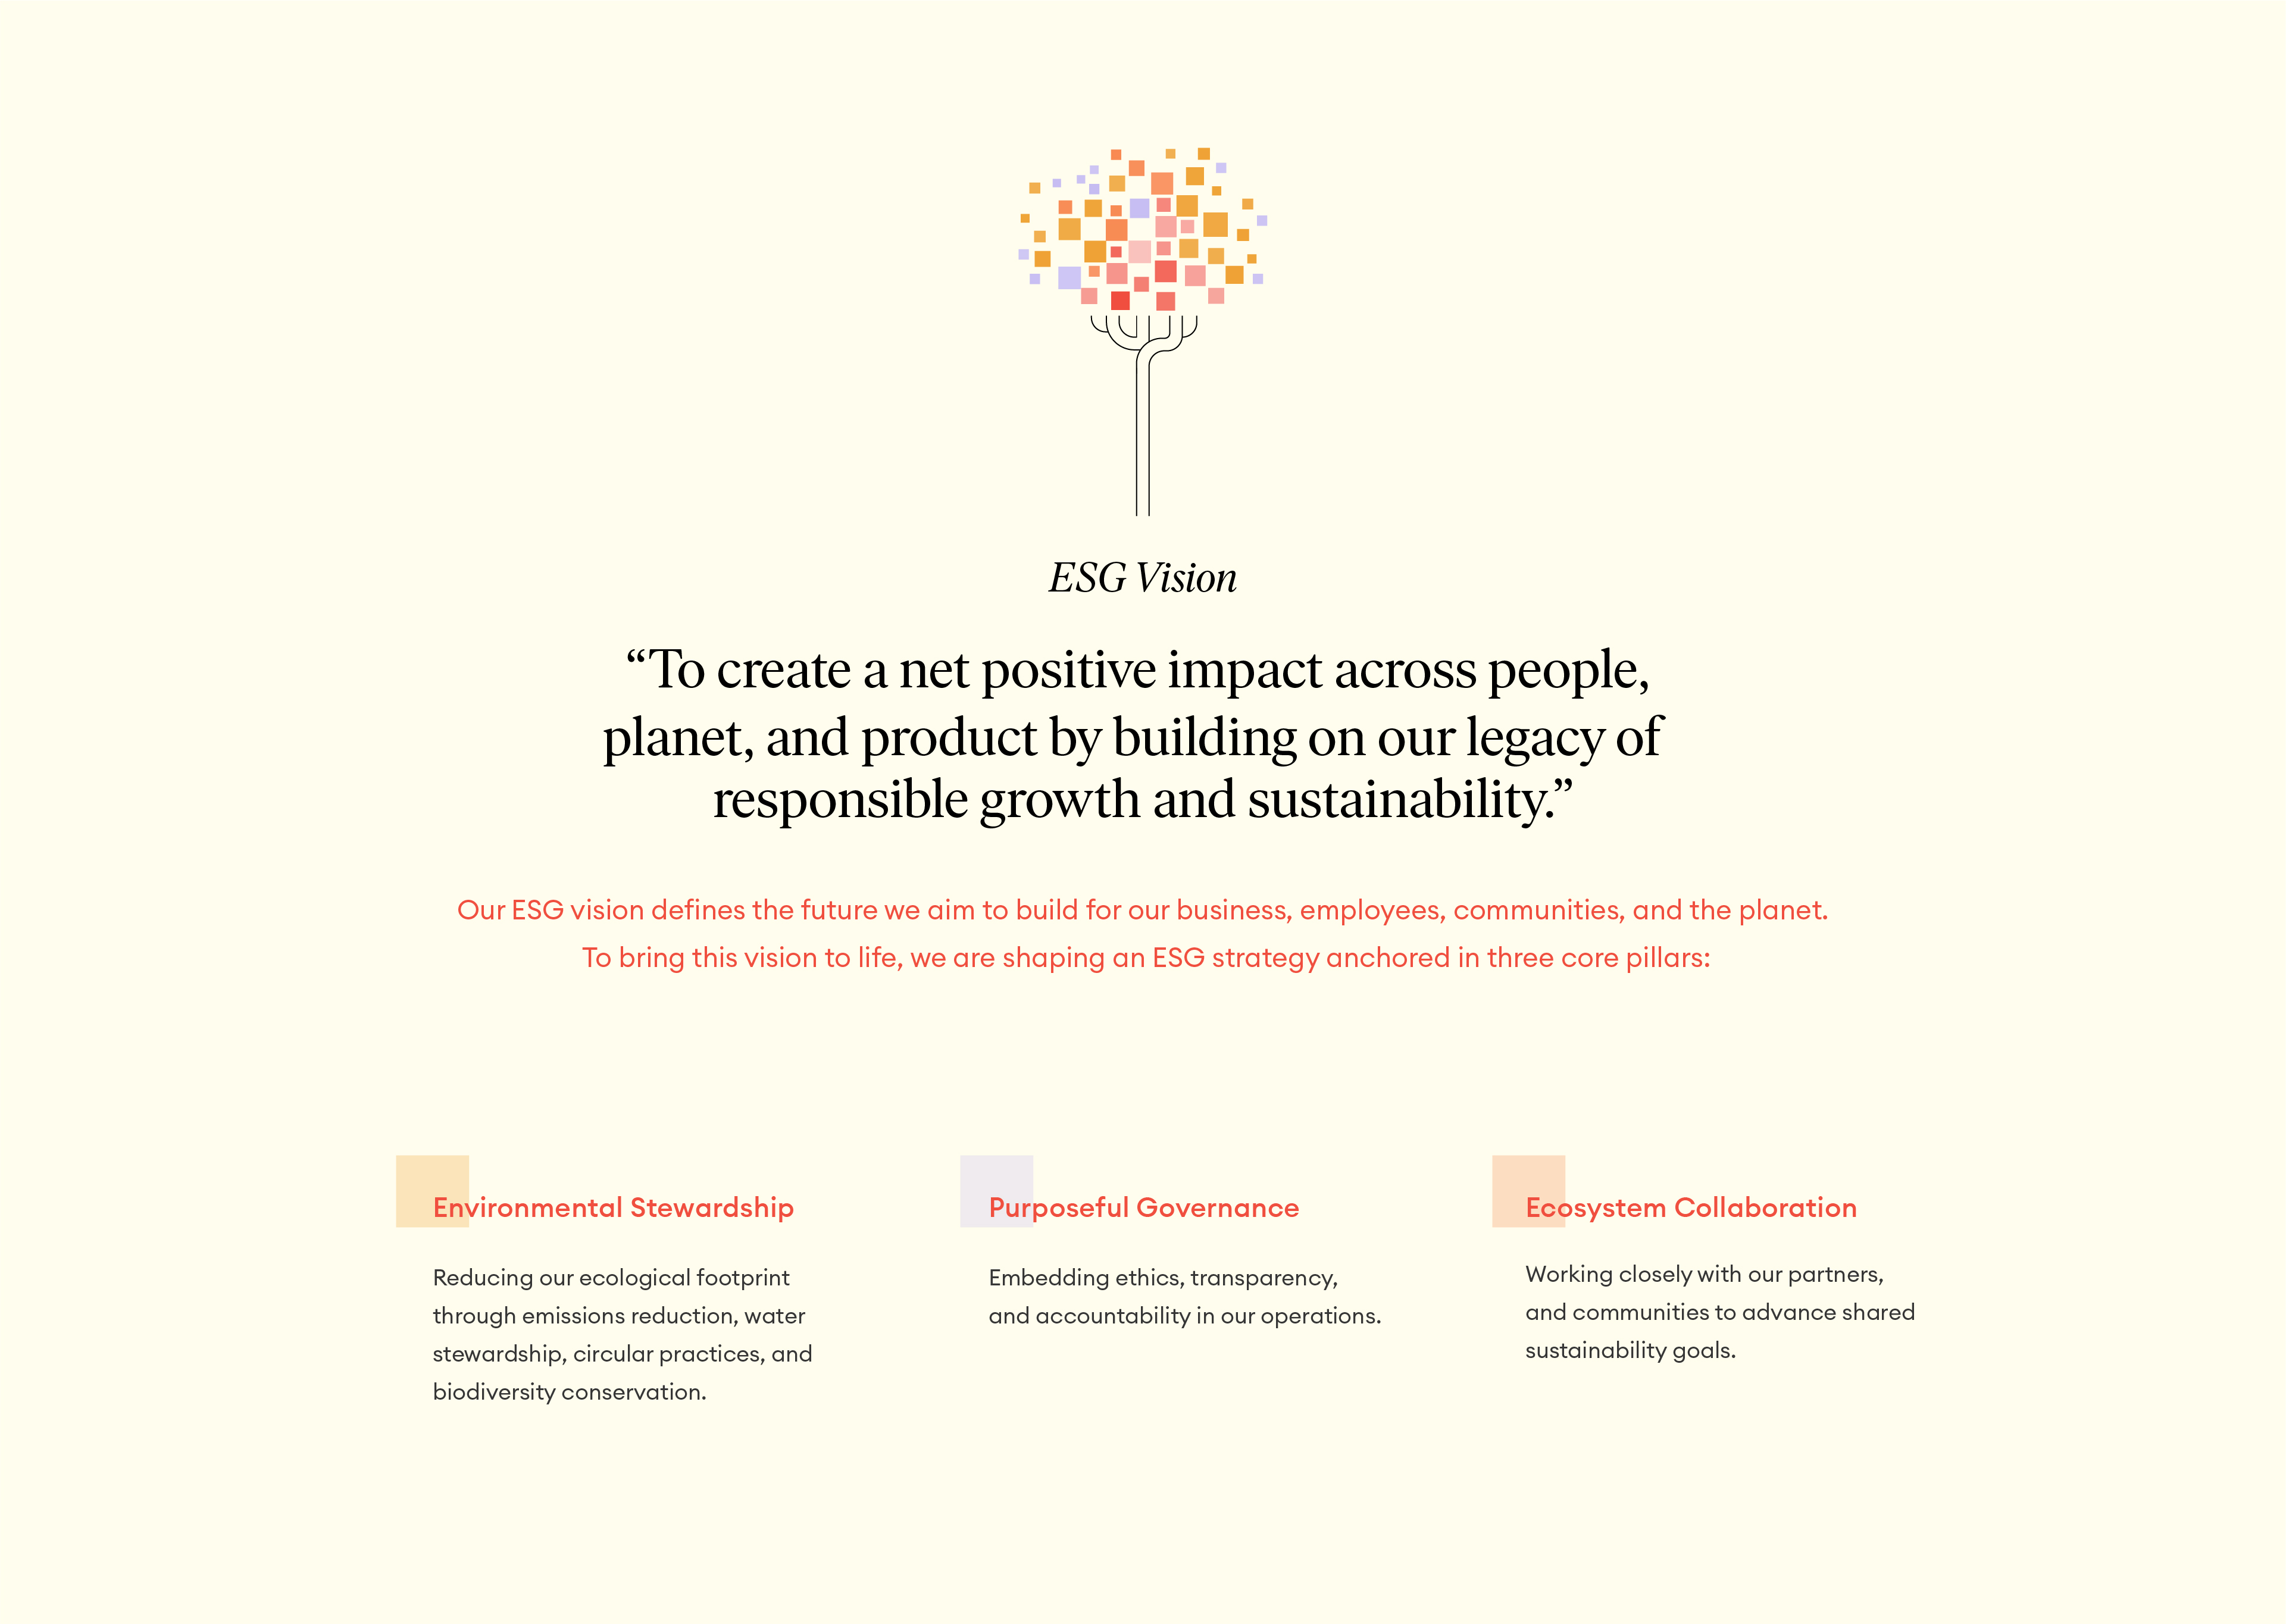 ESG Vision
“To create a net positive impact across people,
planet, and product by building on our legacy of
responsible growth and sustainability.”
Our ESG vision defines the future we aim to build for our business, employees, communities, and the planet.
To bring this vision to life, we are shaping an ESG strategy anchored in three core pillars:
Environmental Stewardship
Reducing our ecological footprint
through emissions reduction, water
stewardship, circular practices, and
biodiversity conservation.
Purposeful Governance
Embedding ethics, transparency,
and accountability in our operations.
Ecosystem Collaboration
Working closely with our partners,
and communities to advance shared
sustainability goals.